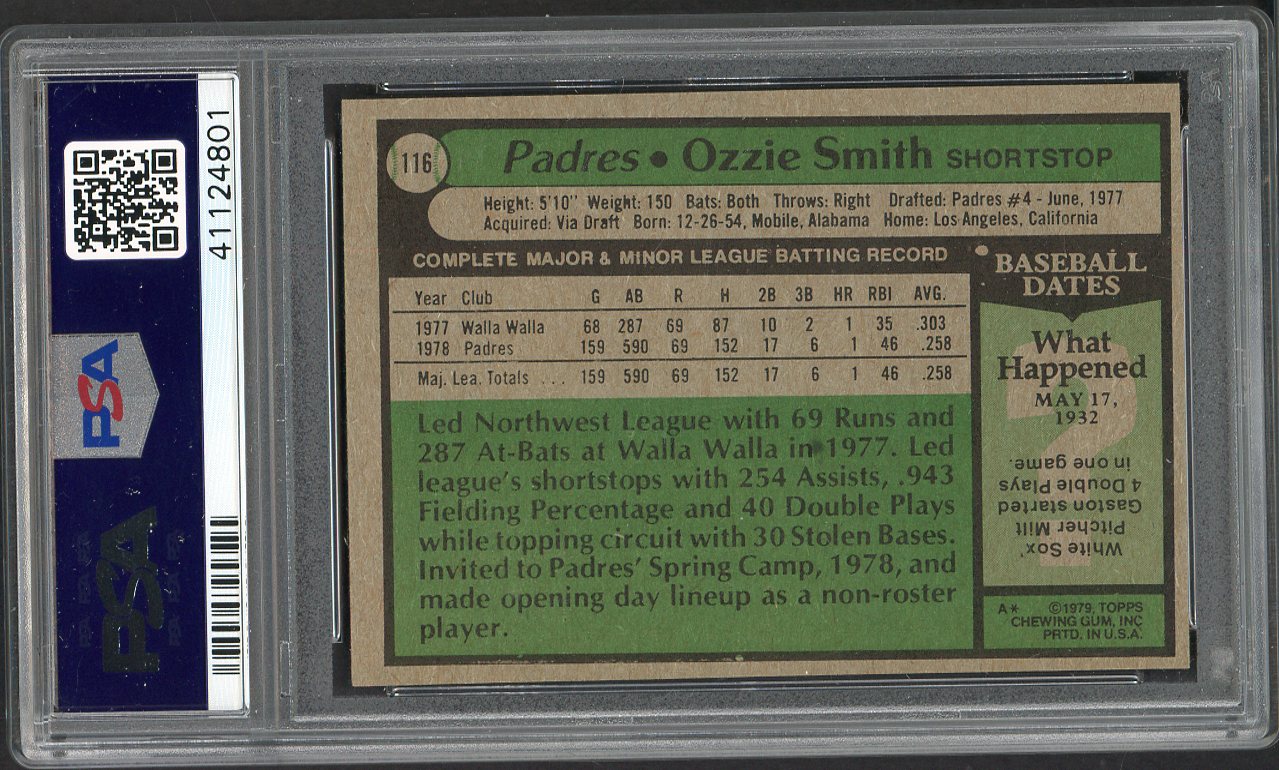 41124801
PSA
PSA
116
Padres • Ozzie Smith SHORTSTOP
Height: 5'10" Weight: 150 Bats: Both Throws: Right Drafted: Padres #4 - June, 1977
Acquired: Via Draft Born: 12-26-54, Mobile, Alabama Home: Los Angeles, California
COMPLETE MAJOR & MINOR LEAGUE BATTING RECORD
Year Club G AB R H 2B 3B HR RBI AVG.
1977 Walla Walla 68 287 69 87 10 2 1 35 .303
1978 Padres 159 590 69 152 17 6 1 46 .258
Maj. Lea. Totals ... 159 590 69 152 17 6 1 46 .258
Led Northwest League with 69 Runs and
287 At-Bats at Walla Walla in 1977. Led
league's shortstops with 254 Assists, .943
Fielding Percentage and 40 Double Plays
while topping circuit with 30 Stolen Bases.
Invited to Padres' Spring Camp, 1978, and
made opening day lineup as a non-roster
player.
BASEBALL
DATES
What
Happened
MAY 17,
1932
?
White Sox
Pitcher Milt
Gaston started
4 Double Plays
in one game.
A* ©1979, TOPPS
CHEWING GUM, INC
PRTD. IN U.S.A.